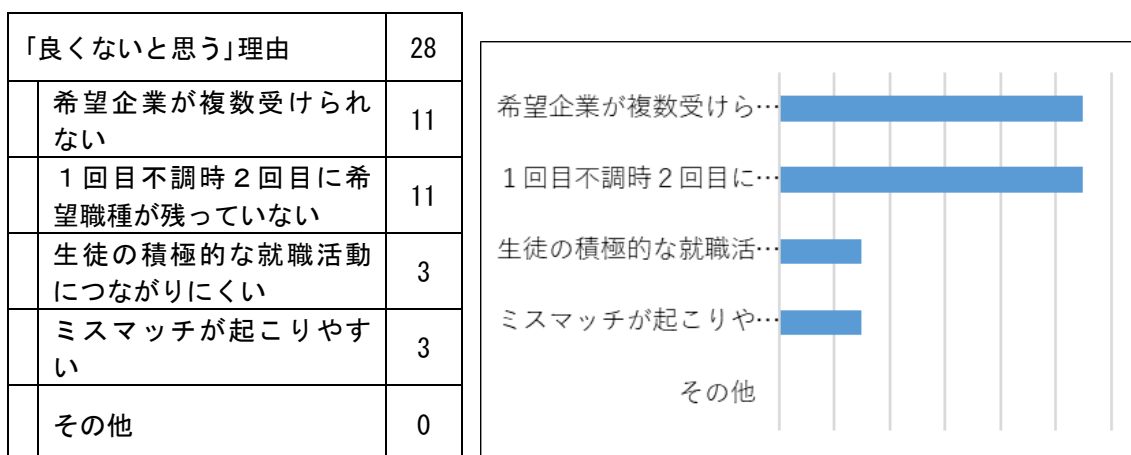 「良くないと思う」理由 28
希望企業が複数受けられ
ない
11
１回目不調時２回目に希
望職種が残っていない
11
生徒の積極的な就職活動
につながりにくい
3
ミスマッチが起こりやす
い
3
その他 0
希望企業が複数受けら…
１回目不調時２回目に…
生徒の積極的な就職活…
ミスマッチが起こりや…
その他